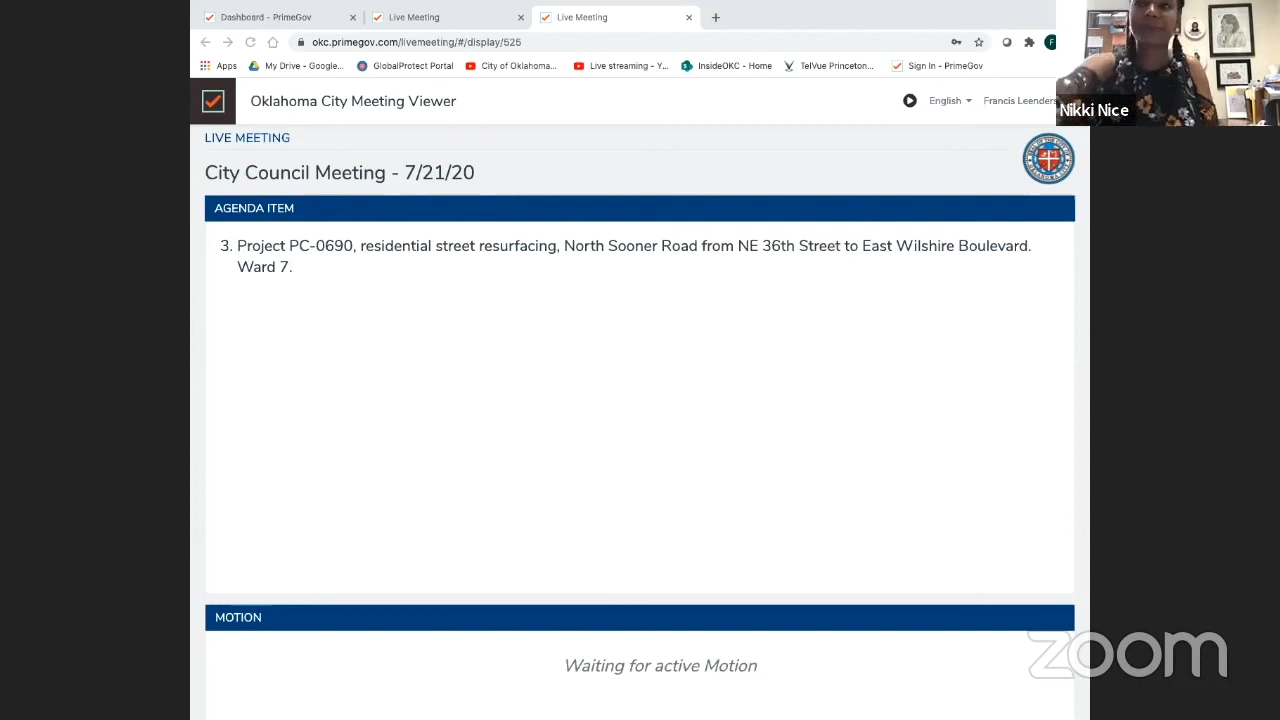 Dashboard - PrimeGov
Live Meeting
Live Meeting
okc.primegov.com/livemeeting/#/display/525
F
Apps
My Drive - Google...
GlobalProtect Portal
City of Oklahoma...
Live streaming - Y...
InsideOKC - Home
TelVue Princeton...
Sign In - PrimeGov
Oklahoma City Meeting Viewer
English
Francis Leenders
Nikki Nice
LIVE MEETING
City Council Meeting - 7/21/20
AGENDA ITEM
3. Project PC-0690, residential street resurfacing, North Sooner Road from NE 36th Street to East Wilshire Boulevard.
Ward 7.
MOTION
Waiting for active Motion
zoom